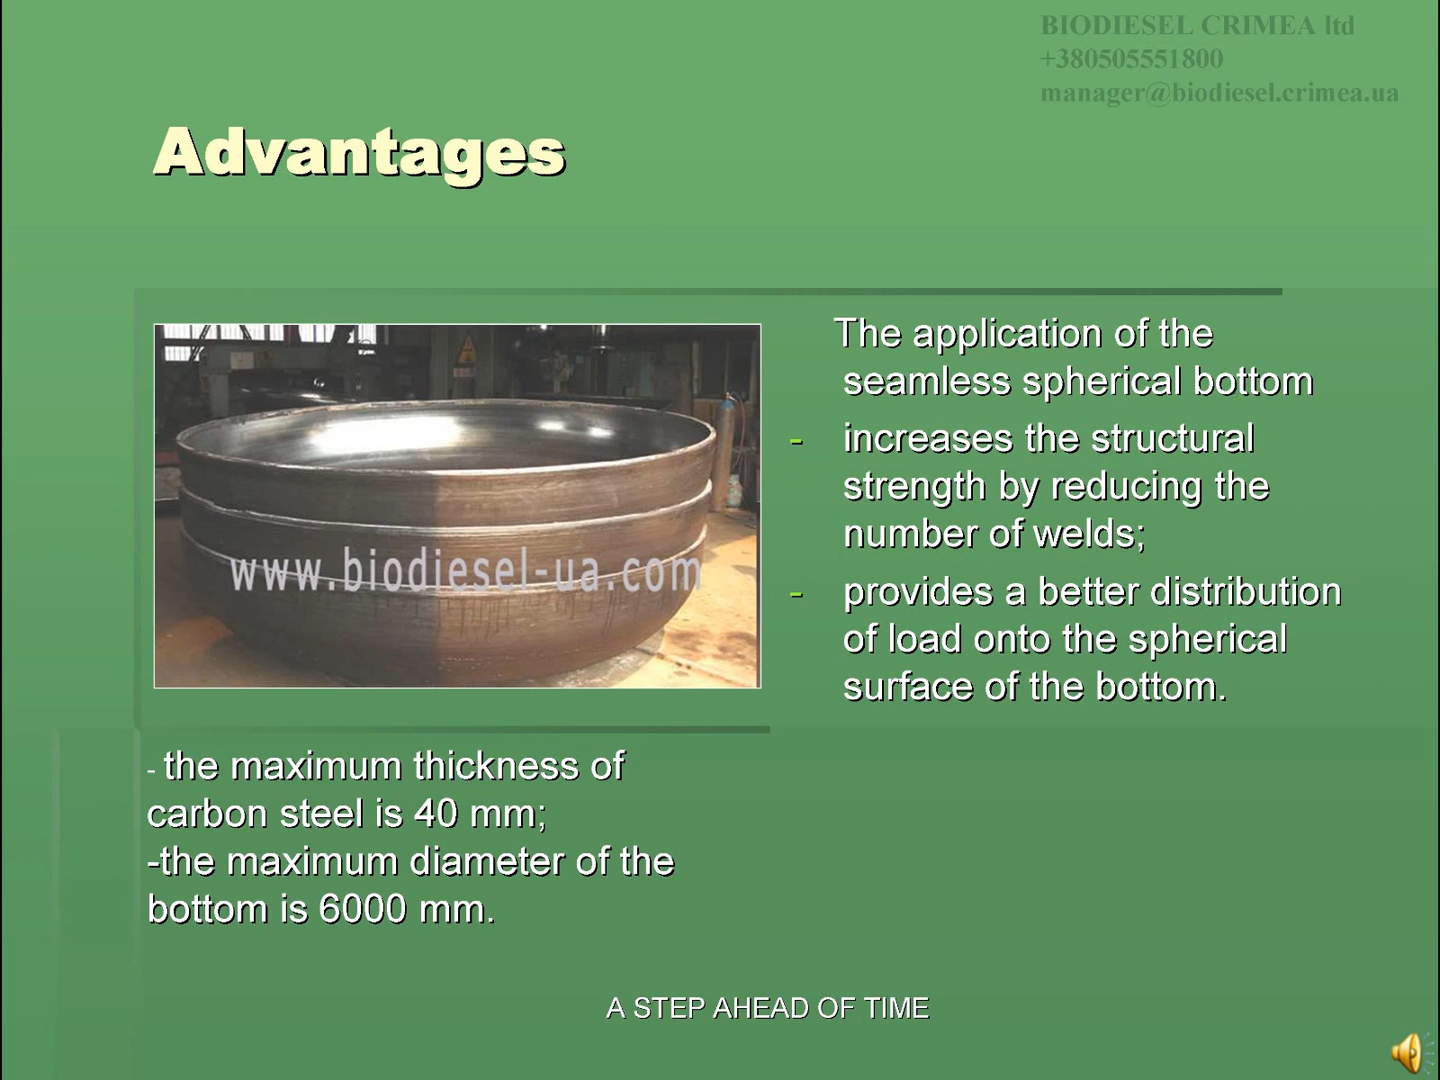 BIODIESEL CRIMEA ltd
+380505551800
manager@biodiesel.crimea.ua
Advantages
www.biodiesel-ua.com
The application of the
seamless spherical bottom
- increases the structural
strength by reducing the
number of welds;
- provides a better distribution
of load onto the spherical
surface of the bottom.
- the maximum thickness of
carbon steel is 40 mm;
-the maximum diameter of the
bottom is 6000 mm.
A STEP AHEAD OF TIME